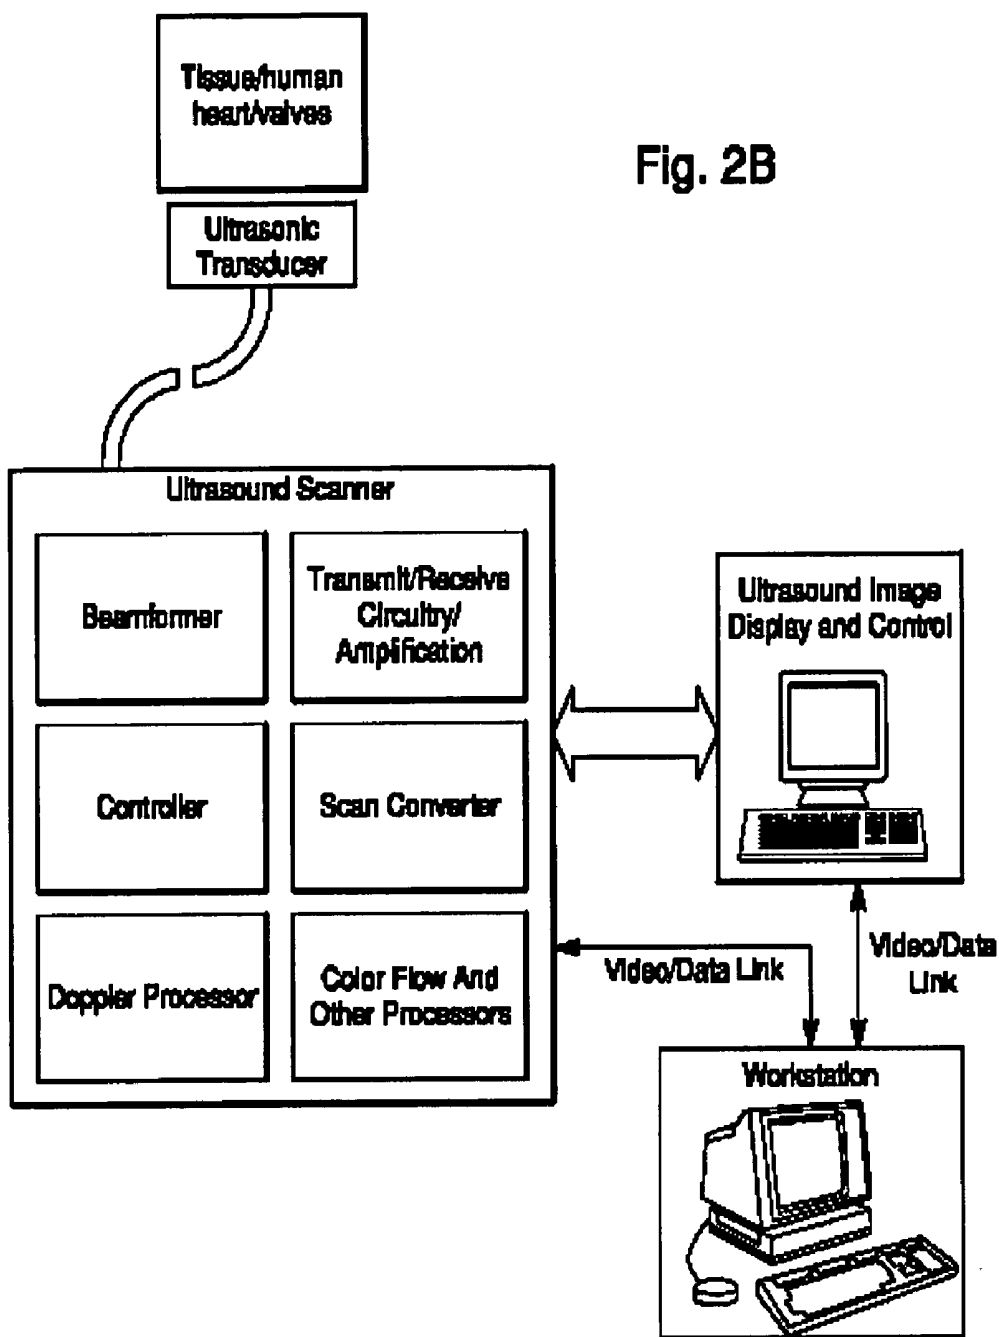 Tissue/human
heart/valves
Fig. 2B
Ultrasonic
Transducer
Ultrasound Scanner
Beamformer
Transmit/Receive
Circuitry/
Amplification
Controller
Scan Converter
Doppler Processor
Color Flow And
Other Processors
Ultrasound Image
Display and Control
Video/Data Link
Video/Data
Link
Workstation